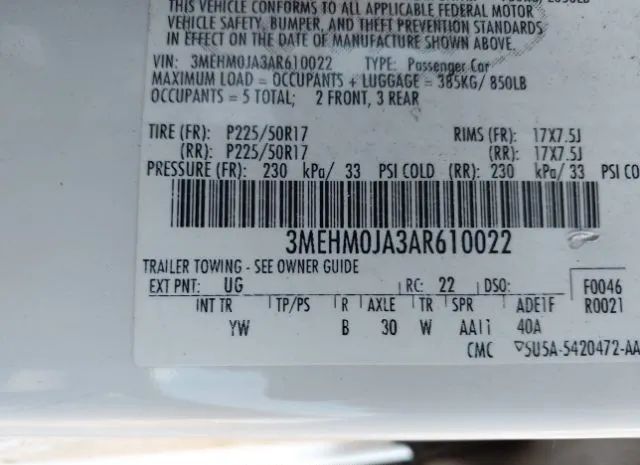 THIS VEHICLE CONFORMS TO ALL APPLICABLE FEDERAL MOTOR
VEHICLE SAFETY, BUMPER, AND THEFT PREVENTION STANDARDS
IN EFFECT ON THE DATE OF MANUFACTURE SHOWN ABOVE.
VIN: 3MEHM0JA3AR610022 TYPE: Passenger Car
MAXIMUM LOAD = OCCUPANTS + LUGGAGE = 385KG/ 850LB
OCCUPANTS = 5 TOTAL; 2 FRONT, 3 REAR
TIRE (FR): P225/50R17 RIMS (FR): 17X7.5J
(RR): P225/50R17 (RR): 17X7.5J
PRESSURE (FR): 230 kPa/ 33 PSI COLD (RR): 230 kPa/ 33 PSI CO
3MEHM0JA3AR610022
TRAILER TOWING - SEE OWNER GUIDE
EXT PNT: UG RC: 22 DSO: F0046
INT TR TP/PS R AXLE TR SPR ADE1F R0021
YW B 30 W AA11 40A
CMC 5U5A-5420472-AA